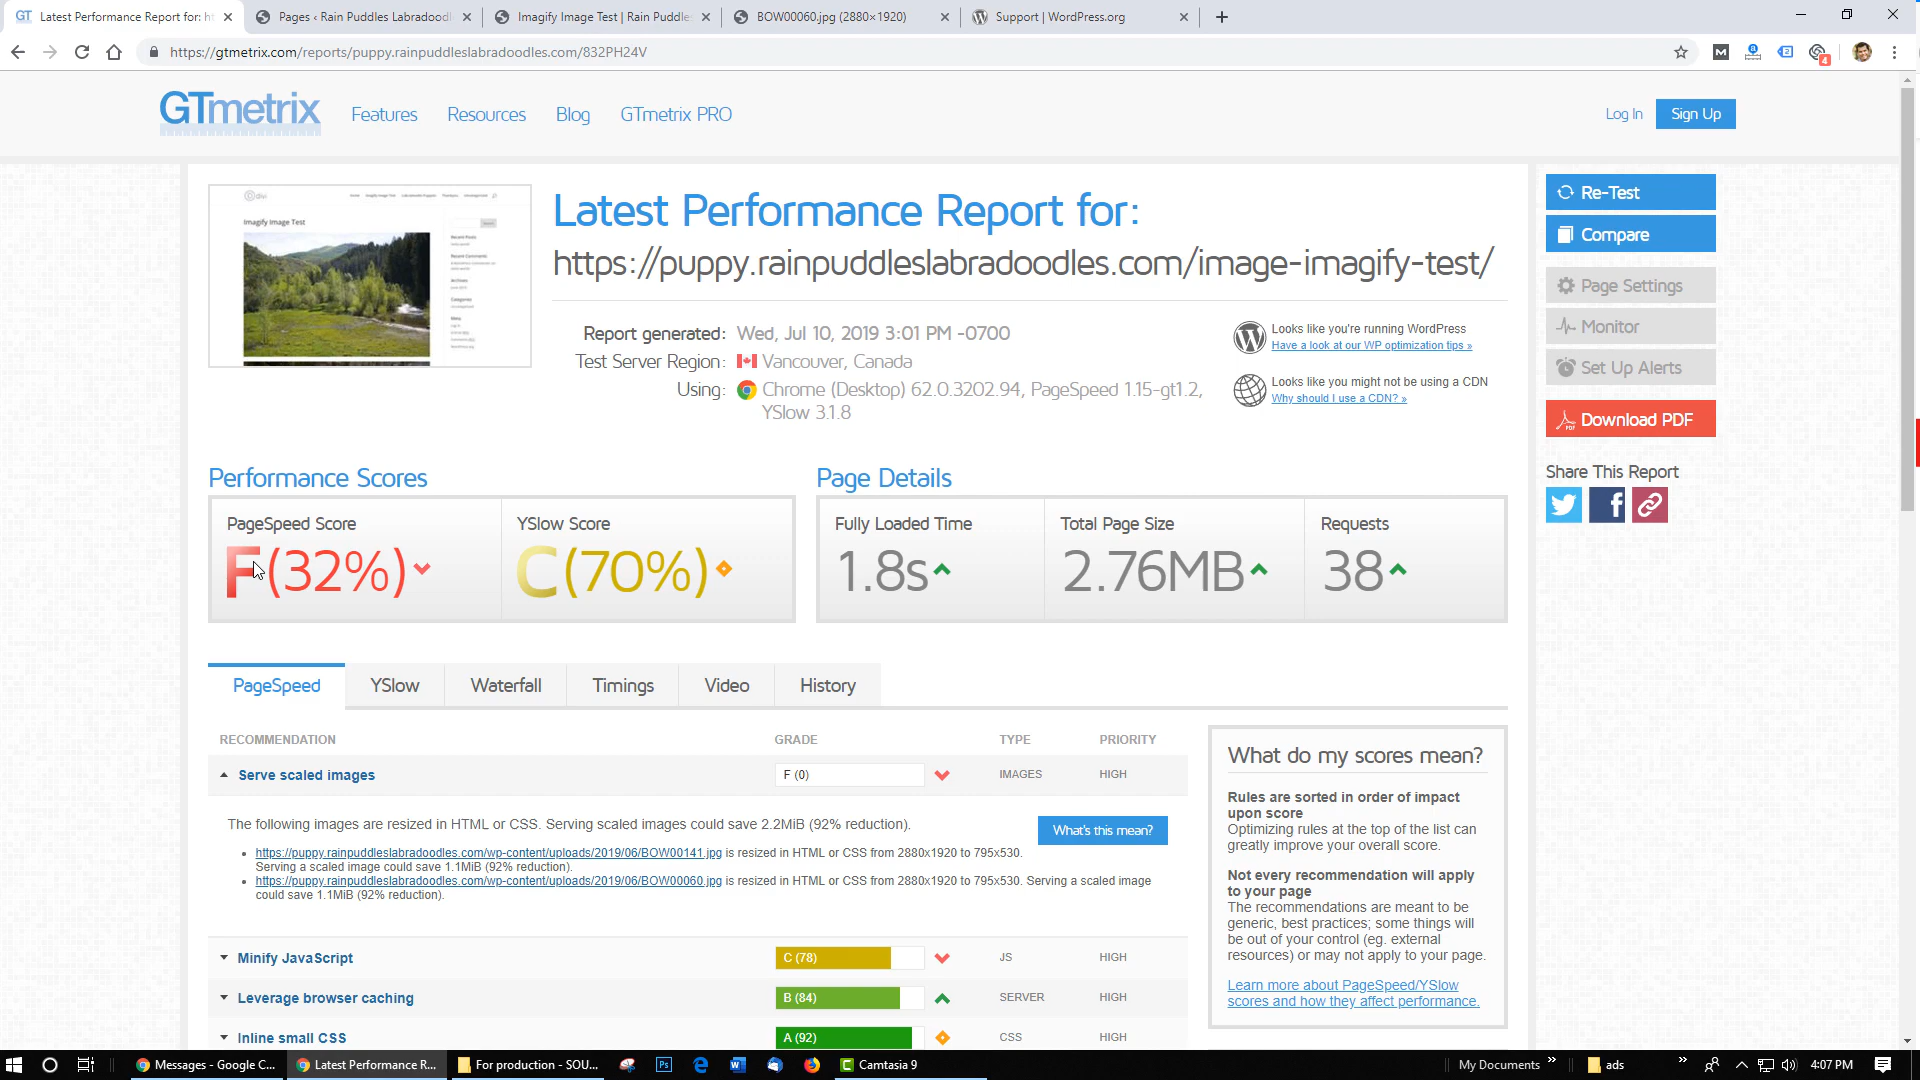 Latest Performance Report for: ht
Pages ‹ Rain Puddles Labradoodl
Imagify Image Test | Rain Puddles
BOW00060.jpg (2880×1920)
Support | WordPress.org
https://gtmetrix.com/reports/puppy.rainpuddleslabradoodles.com/832PH24V
GTmetrix
Features
Resources
Blog
GTmetrix PRO
Log In
Sign Up
divi
Imagify Image Test
Latest Performance Report for:
https://puppy.rainpuddleslabradoodles.com/image-imagify-test/
Report generated: Wed, Jul 10, 2019 3:01 PM -0700
Test Server Region: Vancouver, Canada
Using: Chrome (Desktop) 62.0.3202.94, PageSpeed 1.15-gt1.2,
YSlow 3.1.8
Looks like you're running WordPress
Have a look at our WP optimization tips »
Looks like you might not be using a CDN
Why should I use a CDN? »
Re-Test
Compare
Page Settings
Monitor
Set Up Alerts
Download PDF
Share This Report
Performance Scores
PageSpeed Score
F(32%)
YSlow Score
C(70%)
Page Details
Fully Loaded Time
1.8s
Total Page Size
2.76MB
Requests
38
PageSpeed
YSlow
Waterfall
Timings
Video
History
RECOMMENDATION GRADE TYPE PRIORITY
Serve scaled images F (0) IMAGES HIGH
The following images are resized in HTML or CSS. Serving scaled images could save 2.2MiB (92% reduction).
What's this mean?
https://puppy.rainpuddleslabradoodles.com/wp-content/uploads/2019/06/BOW00141.jpg is resized in HTML or CSS from 2880x1920 to 795x530.
Serving a scaled image could save 1.1MiB (92% reduction).
https://puppy.rainpuddleslabradoodles.com/wp-content/uploads/2019/06/BOW00060.jpg is resized in HTML or CSS from 2880x1920 to 795x530. Serving a scaled image
could save 1.1MiB (92% reduction).
Minify JavaScript C (78) JS HIGH
Leverage browser caching B (84) SERVER HIGH
Inline small CSS A (92) CSS HIGH
What do my scores mean?
Rules are sorted in order of impact
upon score
Optimizing rules at the top of the list can
greatly improve your overall score.
Not every recommendation will apply
to your page
The recommendations are meant to be
generic, best practices; some things will
be out of your control (eg. external
resources) or may not apply to your page.
Learn more about PageSpeed/YSlow
scores and how they affect performance.
Messages - Google C...
Latest Performance R...
For production - SOU...
Camtasia 9
My Documents
ads
4:07 PM